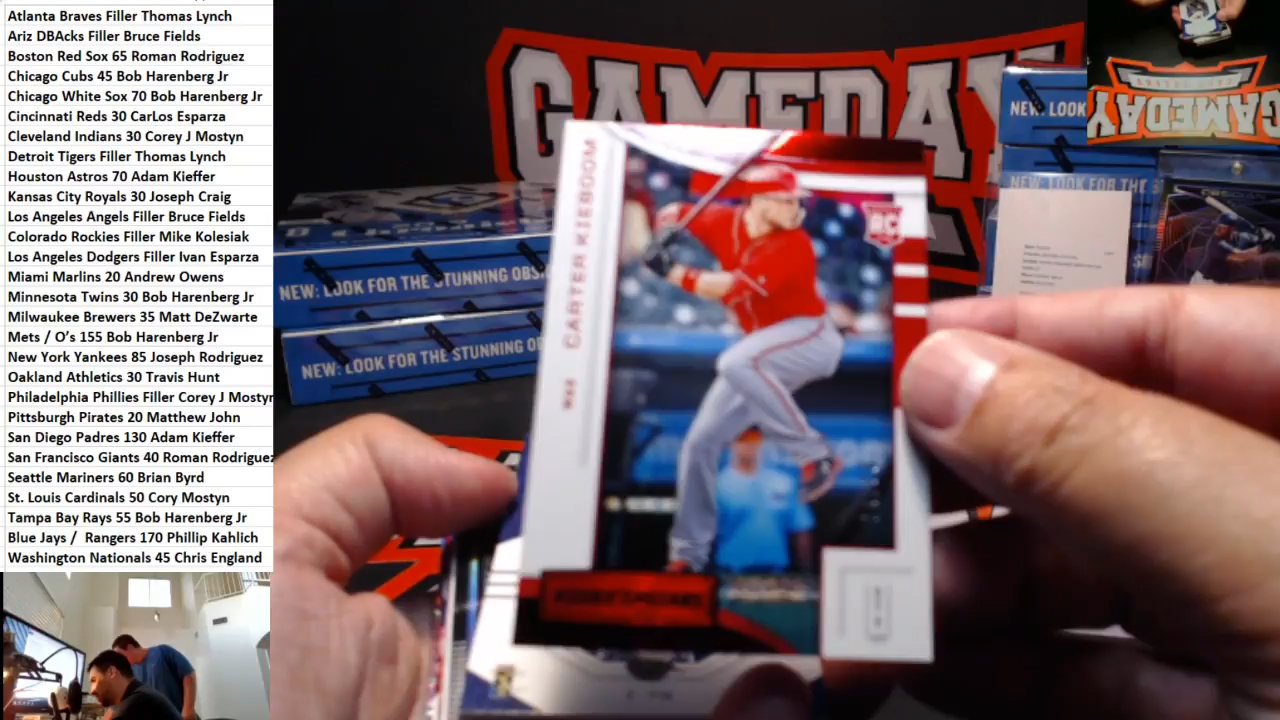 Atlanta Braves Filler Thomas Lynch
Ariz DBAcks Filler Bruce Fields
Boston Red Sox 65 Roman Rodriguez
Chicago Cubs 45 Bob Harenberg Jr
Chicago White Sox 70 Bob Harenberg Jr
Cincinnati Reds 30 CarLos Esparza
Cleveland Indians 30 Corey J Mostyn
Detroit Tigers Filler Thomas Lynch
Houston Astros 70 Adam Kieffer
Kansas City Royals 30 Joseph Craig
Los Angeles Angels Filler Bruce Fields
Colorado Rockies Filler Mike Kolesiak
Los Angeles Dodgers Filler Ivan Esparza
Miami Marlins 20 Andrew Owens
Minnesota Twins 30 Bob Harenberg Jr
Milwaukee Brewers 35 Matt DeZwarte
Mets / O's 155 Bob Harenberg Jr
New York Yankees 85 Joseph Rodriguez
Oakland Athletics 30 Travis Hunt
Philadelphia Phillies Filler Corey J Mostyn
Pittsburgh Pirates 20 Matthew John
San Diego Padres 130 Adam Kieffer
San Francisco Giants 40 Roman Rodriguez
Seattle Mariners 60 Brian Byrd
St. Louis Cardinals 50 Cory Mostyn
Tampa Bay Rays 55 Bob Harenberg Jr
Blue Jays / Rangers 170 Phillip Kahlich
Washington Nationals 45 Chris England
GAMEDAY
CARTER KIEBOOM
RC
NEW: LOOK FOR THE STUNNING
NEW: LOOK FOR THE STUNNING
NEW: LOOK
NEW: LOOK FOR THE
GAMEDAY